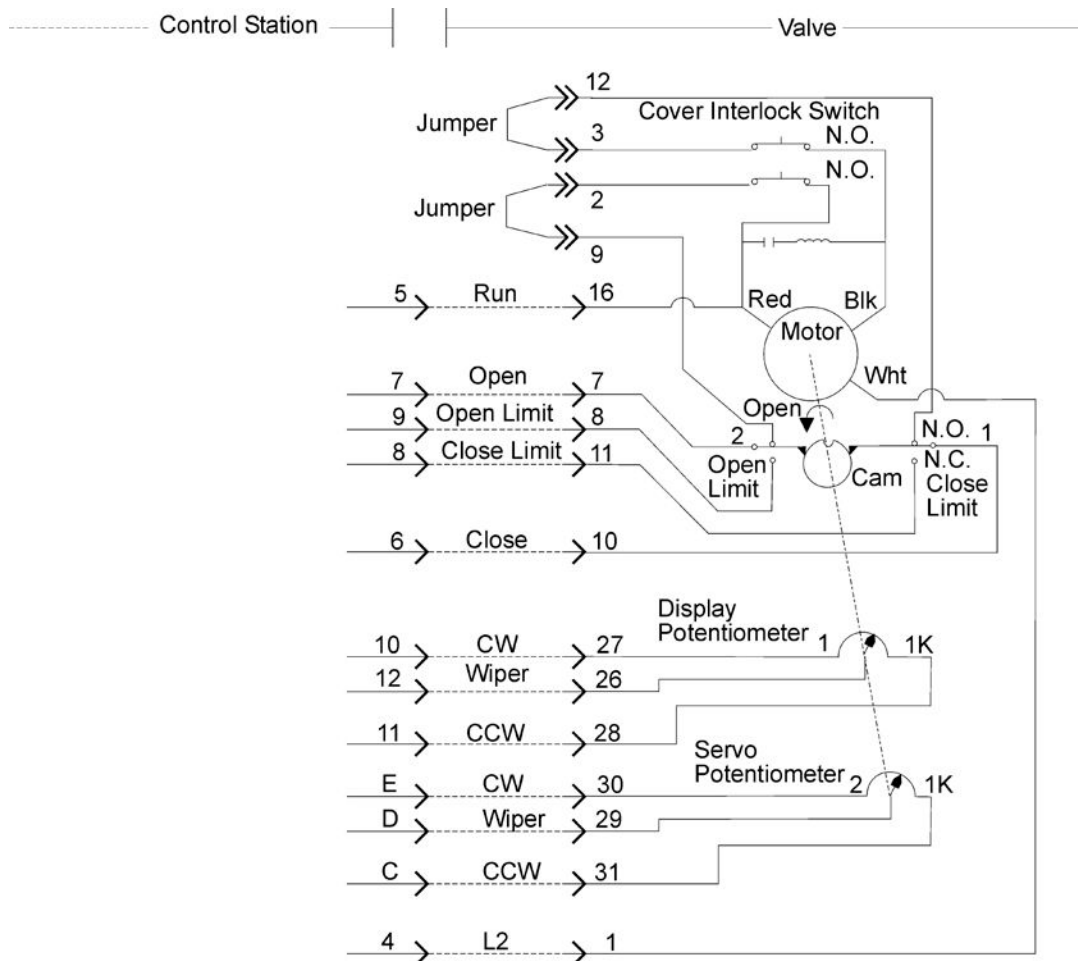 Control Station
Valve
12
Cover Interlock Switch
Jumper
3
N.O.
N.O.
Jumper
2
9
5 Run 16
Red
Blk
Motor
Wht
7 Open 7
Open
9 Open Limit 8
2
N.O. 1
8 Close Limit 11
Open
Limit
Cam
N.C.
Close
Limit
6 Close 10
Display
Potentiometer
10 CW 27
1
1K
12 Wiper 26
11 CCW 28
Servo
Potentiometer
E CW 30
2
1K
D Wiper 29
C CCW 31
4 L2 1